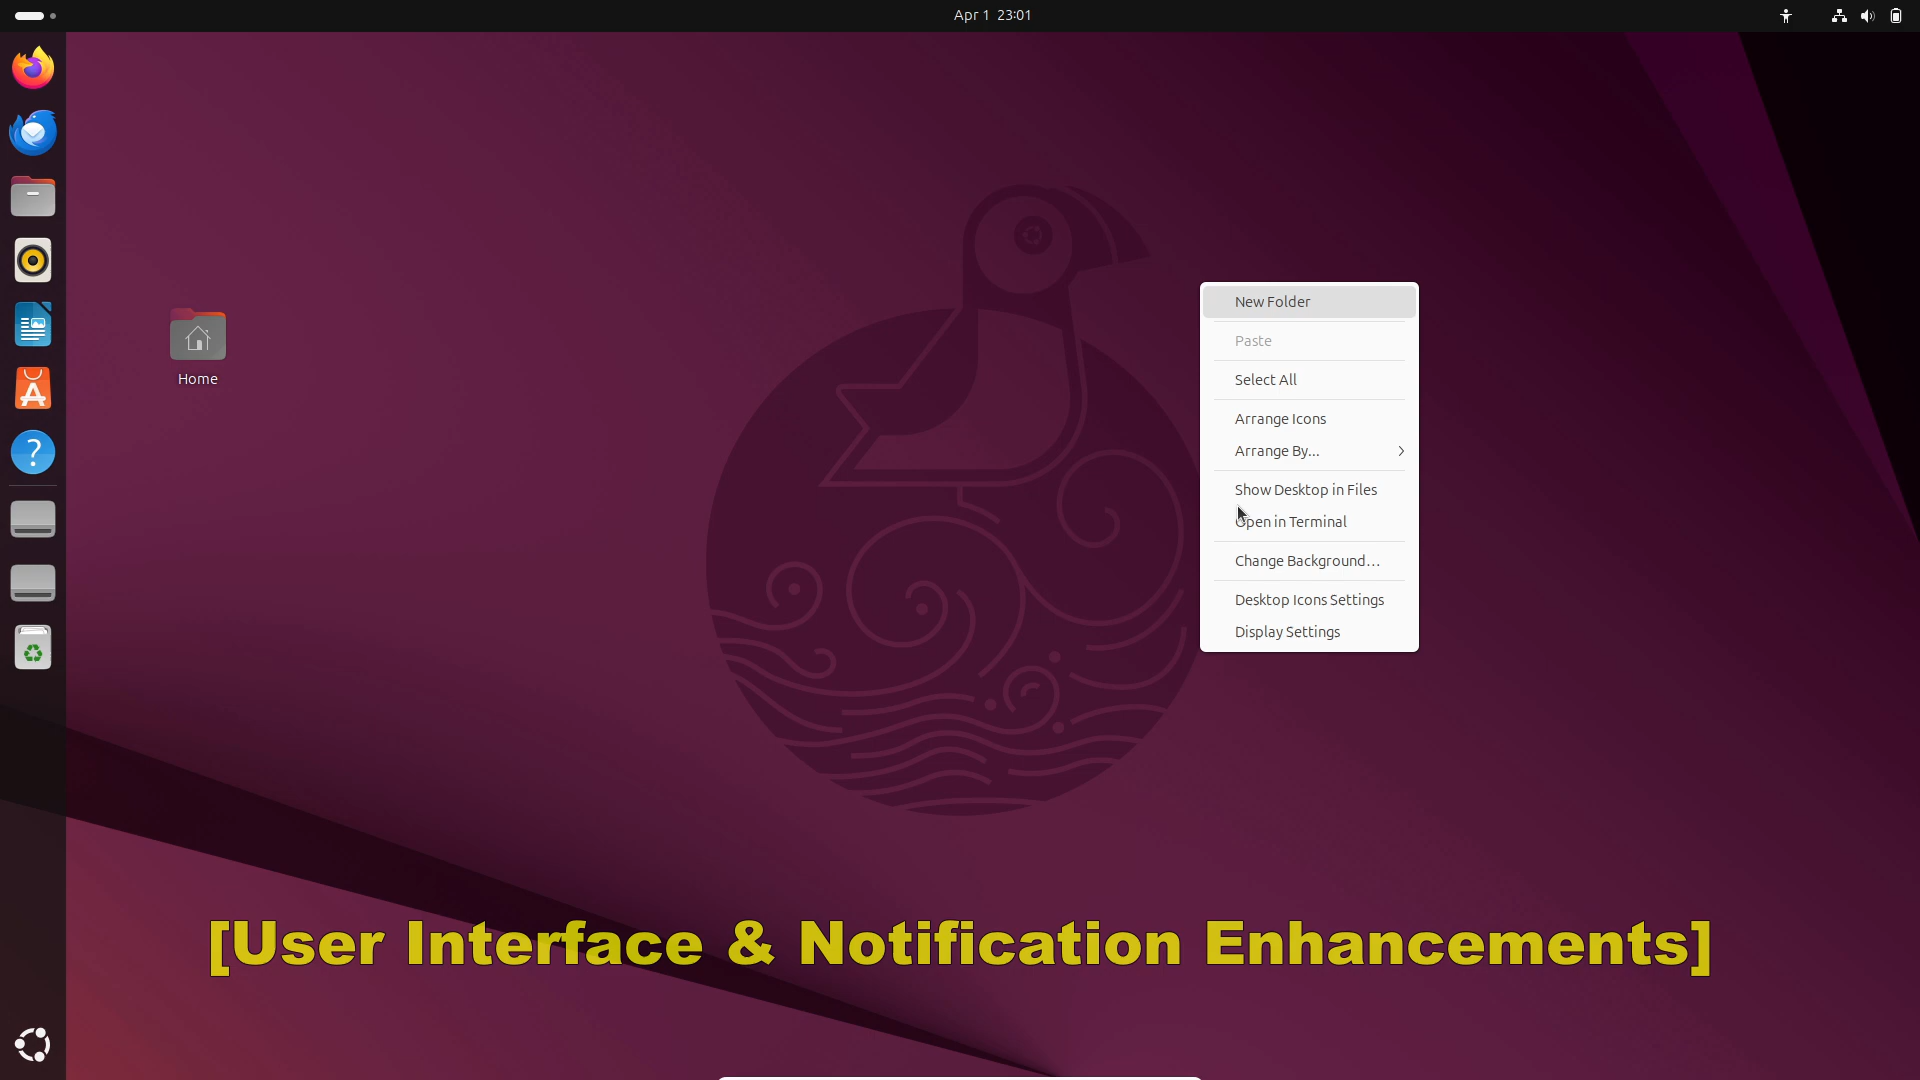 Apr 1 23:01
Home
New Folder
Paste
Select All
Arrange Icons
Arrange By...
Show Desktop in Files
Open in Terminal
Change Background...
Desktop Icons Settings
Display Settings
[User Interface & Notification Enhancements]